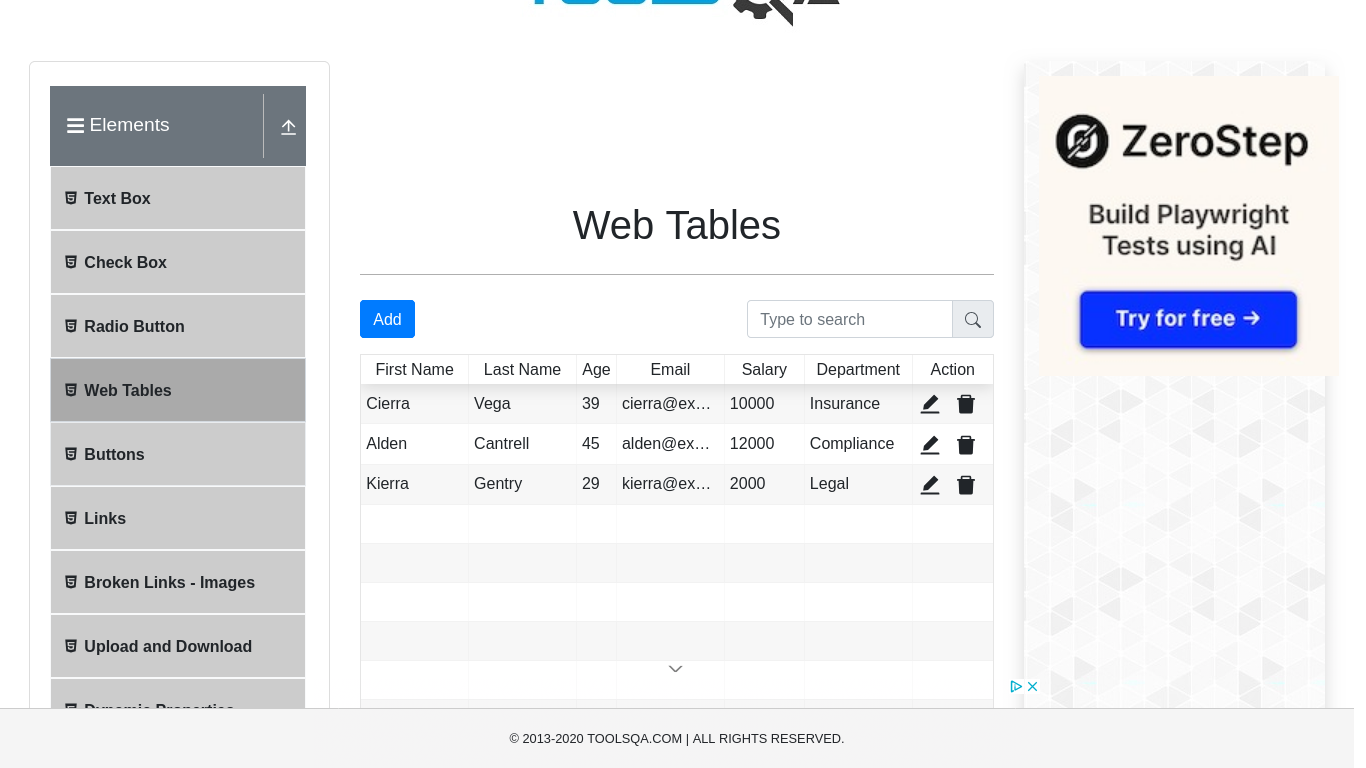 TOOLSQA
Elements
Text Box
Check Box
Radio Button
Web Tables
Buttons
Links
Broken Links - Images
Upload and Download
Dynamic Properties
Web Tables
Add
Type to search
First Name Last Name Age Email Salary Department Action
Cierra Vega 39 cierra@ex... 10000 Insurance
Alden Cantrell 45 alden@ex... 12000 Compliance
Kierra Gentry 29 kierra@ex... 2000 Legal
ZeroStep
Build Playwright
Tests using AI
Try for free →
© 2013-2020 TOOLSQA.COM | ALL RIGHTS RESERVED.